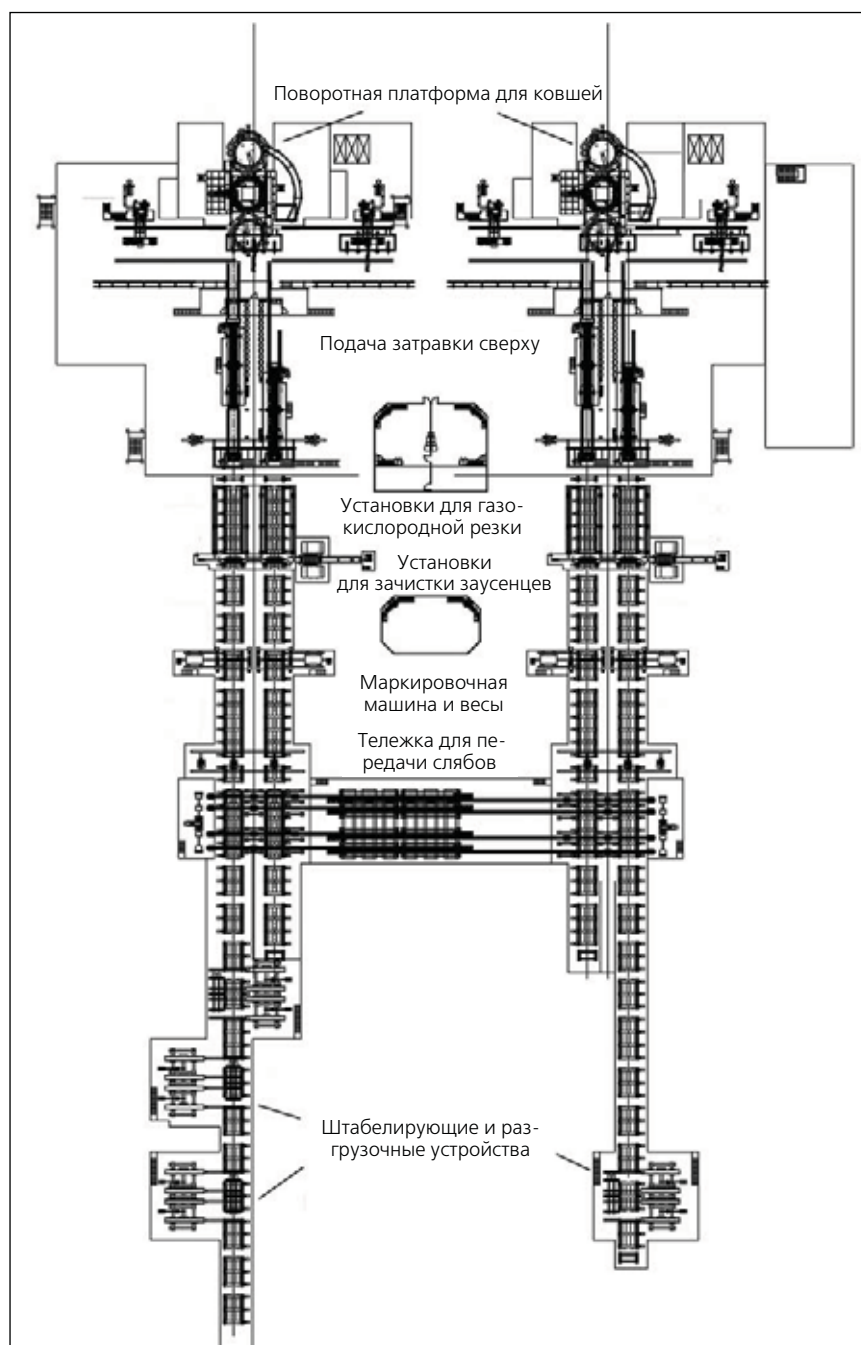 Поворотная платформа для ковшей
Подача затравки сверху
Установки для газо-
кислородной резки
Установки
для зачистки заусенцев
Маркировочная
машина и весы
Тележка для пе-
редачи слябов
Штабелирующие и раз-
грузочные устройства